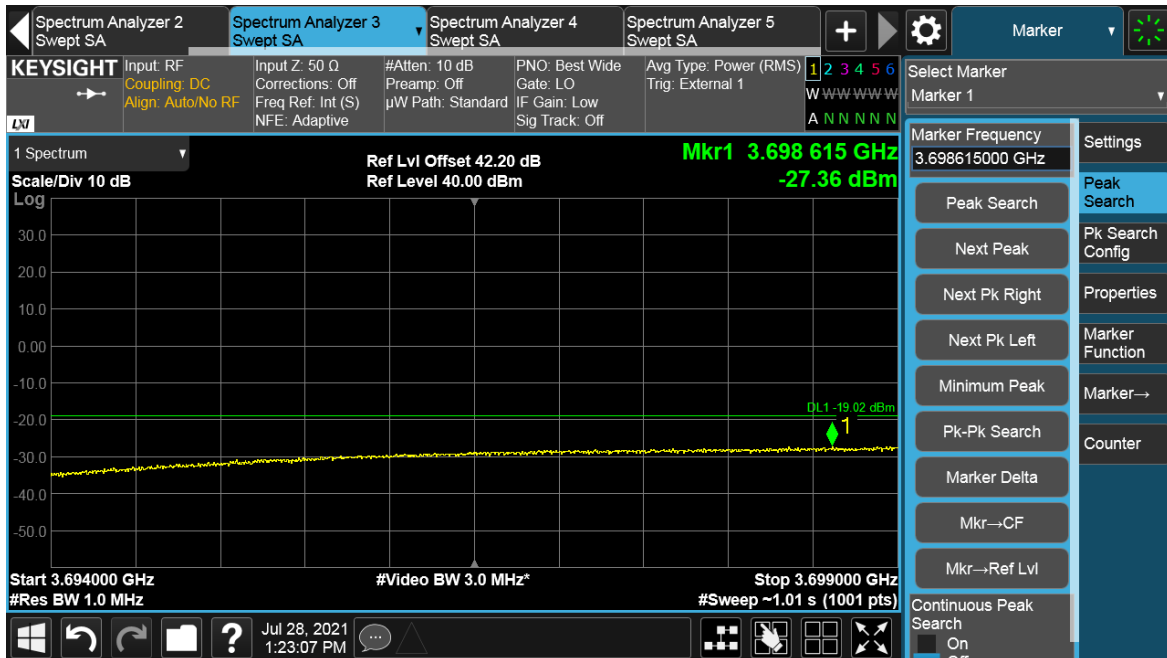 Spectrum Analyzer 2
Swept SA
Spectrum Analyzer 3
Swept SA
Spectrum Analyzer 4
Swept SA
Spectrum Analyzer 5
Swept SA
+
Marker
KEYSIGHT
LXI
Input: RF
Coupling: DC
Align: Auto/No RF
Input Z: 50 Ω
Corrections: Off
Freq Ref: Int (S)
NFE: Adaptive
#Atten: 10 dB
Preamp: Off
µW Path: Standard
PNO: Best Wide
Gate: LO
IF Gain: Low
Sig Track: Off
Avg Type: Power (RMS)
Trig: External 1
1 2 3 4 5 6
W W W W W W
A N N N N N
Select Marker
Marker 1
1 Spectrum
Scale/Div 10 dB
Log
Ref Lvl Offset 42.20 dB
Ref Level 40.00 dBm
Mkr1 3.698 615 GHz
-27.36 dBm
30.0
20.0
10.0
0.00
-10.0
-20.0
-30.0
-40.0
-50.0
DL1 -19.02 dBm
1
Start 3.694000 GHz
#Res BW 1.0 MHz
#Video BW 3.0 MHz*
Stop 3.699000 GHz
#Sweep ~1.01 s (1001 pts)
Marker Frequency
3.698615000 GHz
Peak Search
Next Peak
Next Pk Right
Next Pk Left
Minimum Peak
Pk-Pk Search
Marker Delta
Mkr→CF
Mkr→Ref Lvl
Continuous Peak
Search
On
Off
Settings
Peak
Search
Pk Search
Config
Properties
Marker
Function
Marker→
Counter
?
Jul 28, 2021
1:23:07 PM